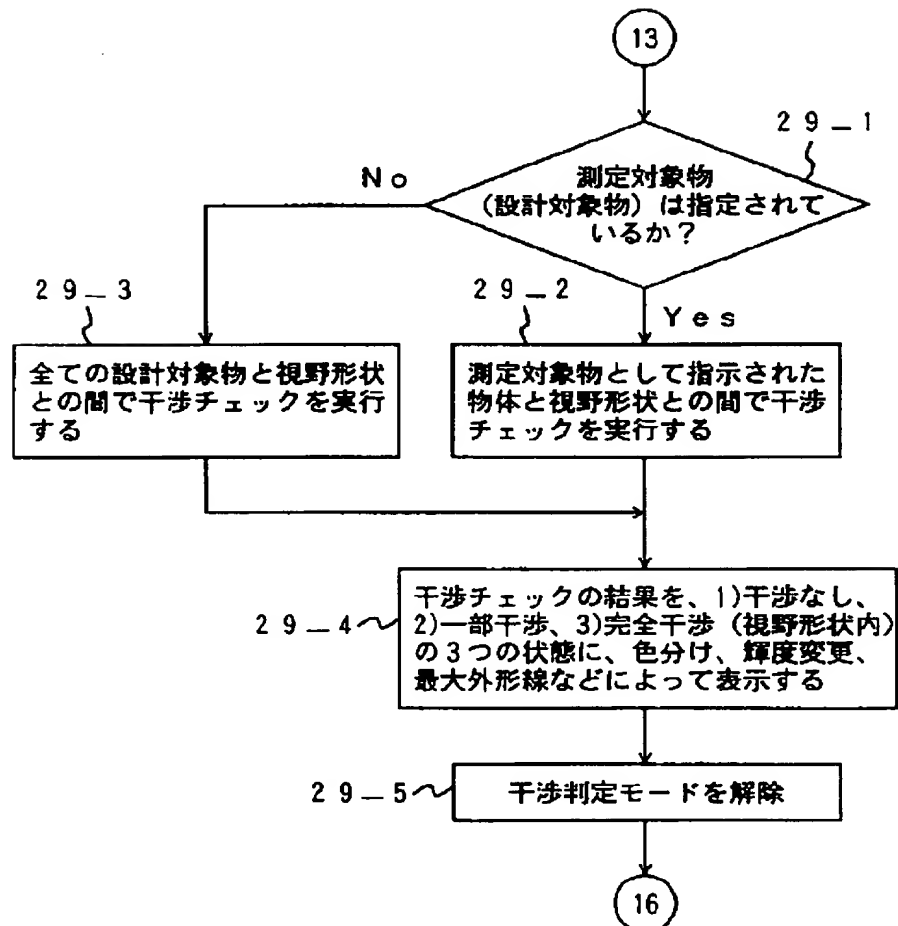 13
29_1
測定対象物
(設計対象物)は指定されて
いるか?
No
Yes
29_3
全ての設計対象物と視野形状
との間で干渉チェックを実行
する
29_2
測定対象物として指示された
物体と視野形状との間で干渉
チェックを実行する
29_4
干渉チェックの結果を、1)干渉なし、
2)一部干渉、3)完全干渉(視野形状内)
の3つの状態に、色分け、輝度変更、
最大外形線などによって表示する
29_5
干渉判定モードを解除
16